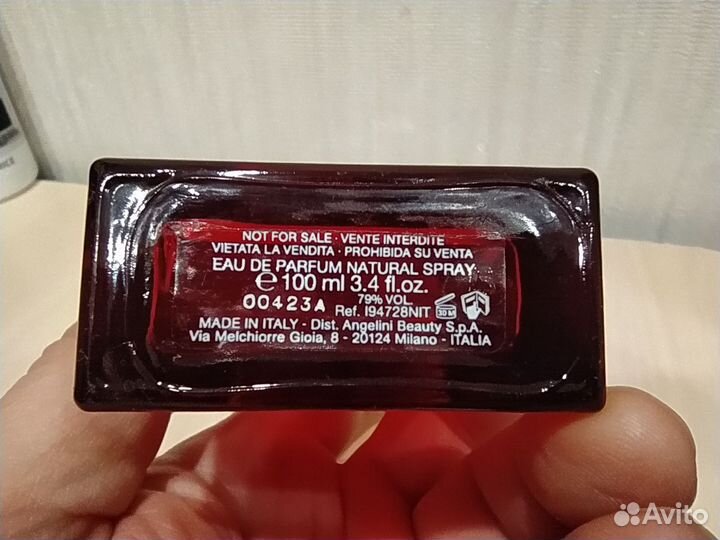 NOT FOR SALE · VENTE INTERDITE
VIETATA LA VENDITA · PROHIBIDA SU VENTA
EAU DE PARFUM NATURAL SPRAY
℮ 100 ml 3.4 fl.oz.
79% VOL.
00423A Ref. I94728NIT 30 M
MADE IN ITALY - Dist. Angelini Beauty S.p.A.
Via Melchiorre Gioia, 8 - 20124 Milano - ITALIA
Avito